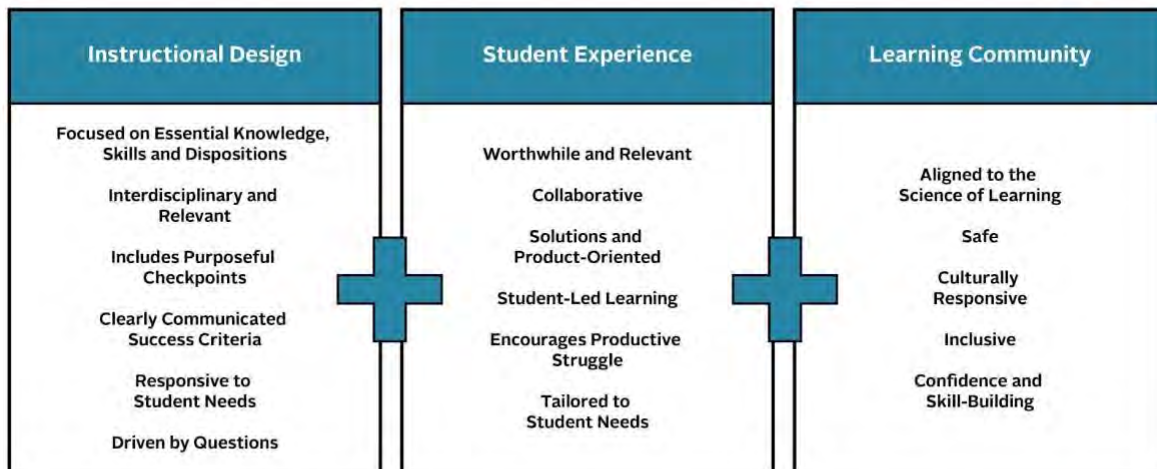 Instructional Design
Focused on Essential Knowledge,
Skills and Dispositions
Interdisciplinary and
Relevant
Includes Purposeful
Checkpoints
Clearly Communicated
Success Criteria
Responsive to
Student Needs
Driven by Questions
Student Experience
Worthwhile and Relevant
Collaborative
Solutions and
Product-Oriented
Student-Led Learning
Encourages Productive
Struggle
Tailored to
Student Needs
Learning Community
Aligned to the
Science of Learning
Safe
Culturally
Responsive
Inclusive
Confidence and
Skill-Building